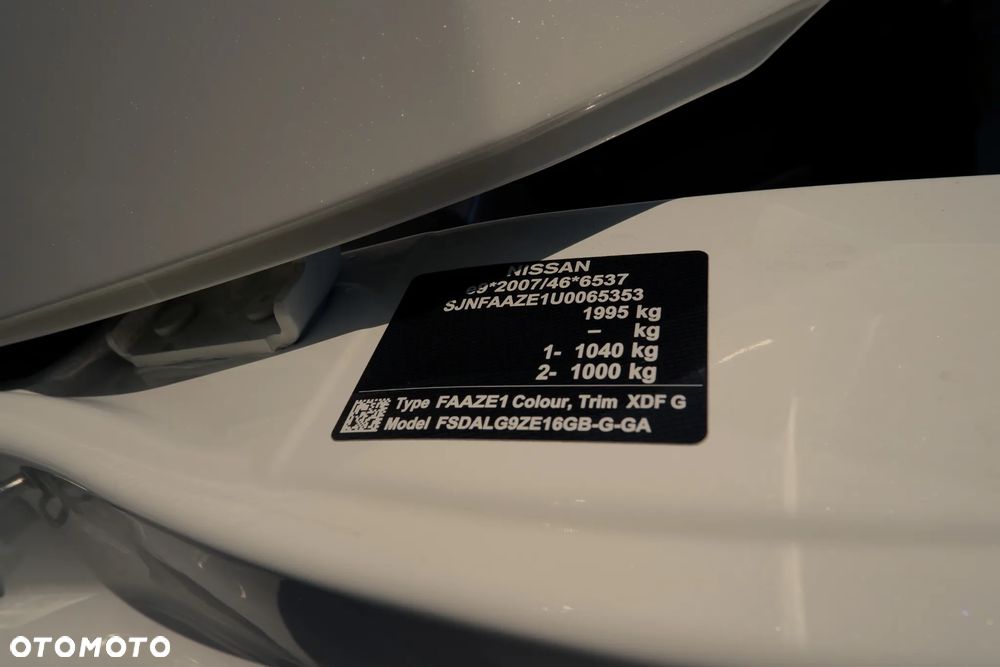 NISSAN
e9*2007/46*6537
SJNFAAZE1U0065353
1995 kg
– kg
1- 1040 kg
2- 1000 kg
Type FAAZE1 Colour, Trim XDF G
Model FSDALG9ZE16GB-G-GA
OTOMOTO